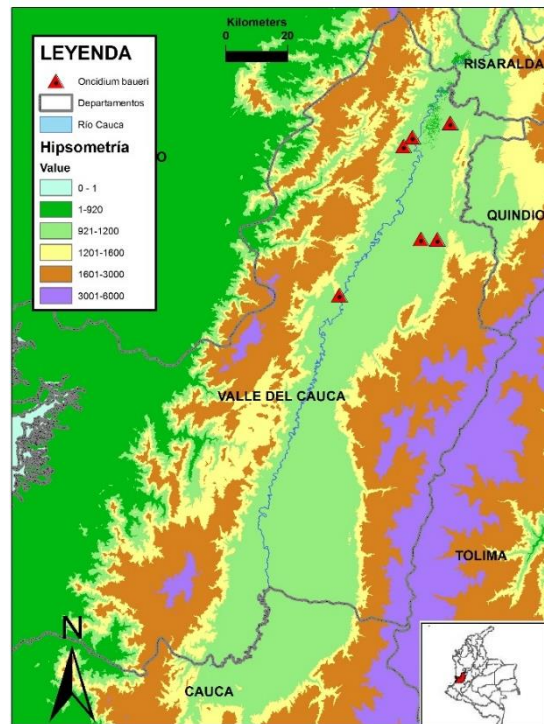 Kilometers
0 20
LEYENDA
Oncidium baueri
Departamentos
Río Cauca
Hipsometría
Value
0 - 1
1-920
921-1200
1201-1600
1601-3000
3001-6000
O
RISARALDA
QUINDIO
VALLE DEL CAUCA
TOLIMA
N
CAUCA